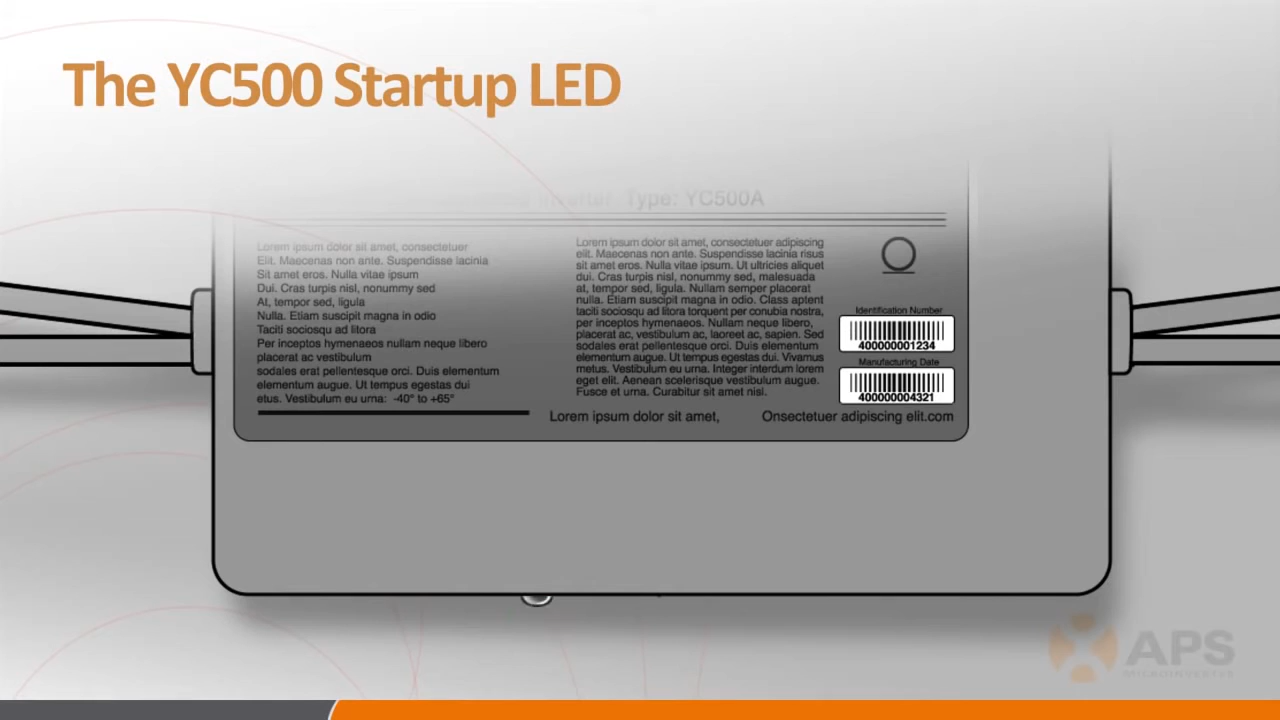 The YC500 Startup LED
Inverter Type: YC500A
Lorem ipsum dolor sit amet, consectetuer
Elit. Maecenas non ante. Suspendisse lacinia
Sit amet eros. Nulla vitae ipsum
Dui. Cras turpis nisl, nonummy sed
At, tempor sed, ligula
Nulla. Etiam suscipit magna in odio
Taciti sociosqu ad litora
Per inceptos hymenaeos nullam neque libero
placerat ac vestibulum
sodales erat pellentesque orci. Duis elementum
elementum augue. Ut tempus egestas dui
etus. Vestibulum eu urna: -40° to +65°
Lorem ipsum dolor sit amet, consectetuer adipiscing
elit. Maecenas non ante. Suspendisse lacinia risus
sit amet eros. Nulla vitae ipsum. Ut ultricies aliquet
dui. Cras turpis nisl, nonummy sed, malesuada
at, tempor sed, ligula. Nullam semper placerat
nulla. Etiam suscipit magna in odio. Class aptent
taciti sociosqu ad litora torquent per conubia nostra,
per inceptos hymenaeos. Nullam neque libero,
placerat ac, vestibulum ac, laoreet ac, sapien. Sed
sodales erat pellentesque orci. Duis elementum
elementum augue. Ut tempus egestas dui. Vivamus
metus. Vestibulum eu urna. Integer interdum lorem
eget elit. Aenean scelerisque vestibulum augue.
Fusce et urna. Curabitur sit amet nisl.
Identification Number
400000001234
Manufacturing Date
400000004321
Lorem ipsum dolor sit amet,
Onsectetuer adipiscing elit.com
APS
MICROINVERTER